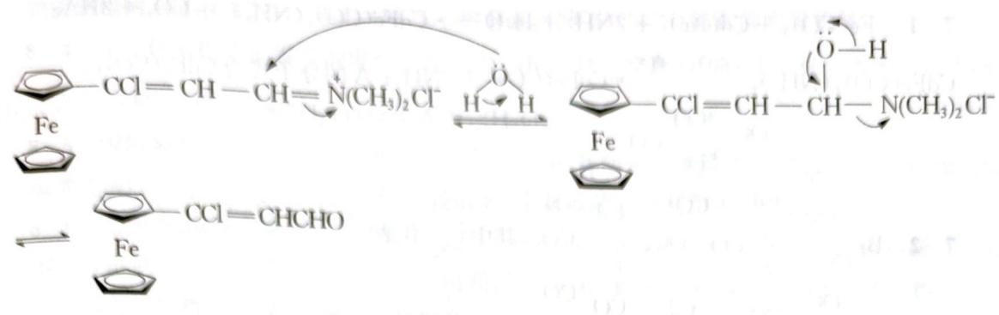 O—H
CCl=CH—CH=N⁺(CH₃)₂Cl⁻
H O H
CCl=CH—CH—N(CH₃)₂Cl⁻
Fe
Fe
CCl=CHCHO
Fe